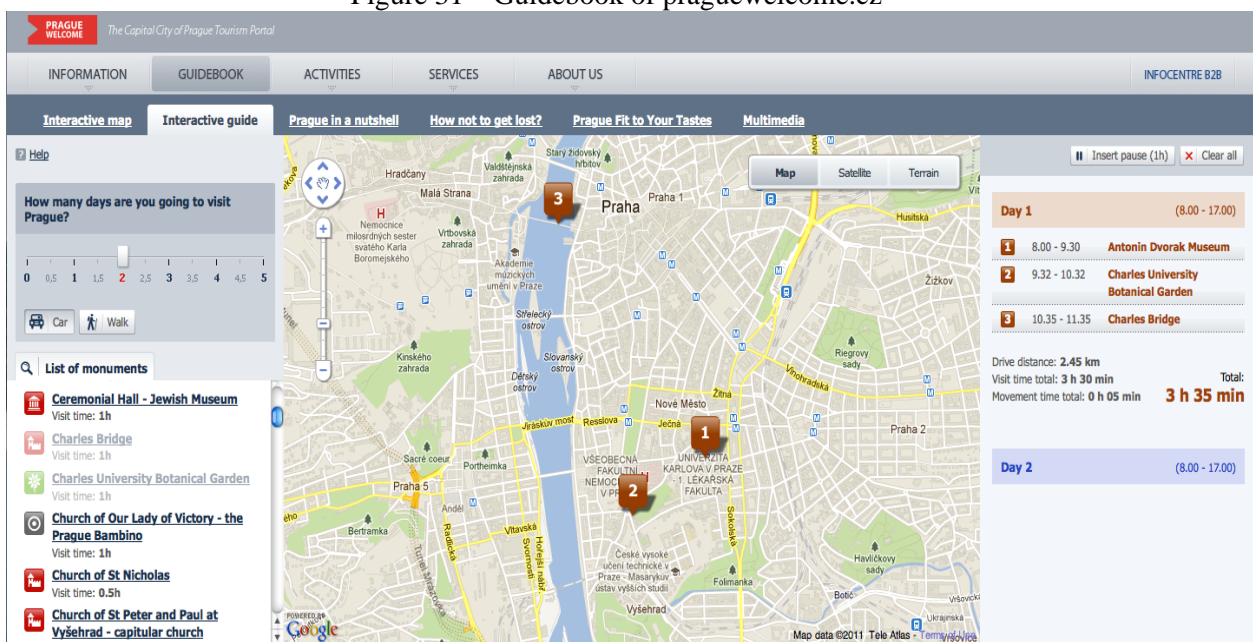 Figure 31 – Guidebook of praguewelcome.cz
PRAGUE
WELCOME
The Capital City of Prague Tourism Portal
INFORMATION
GUIDEBOOK
ACTIVITIES
SERVICES
ABOUT US
INFOCENTRE B2B
Interactive map
Interactive guide
Prague in a nutshell
How not to get lost?
Prague Fit to Your Tastes
Multimedia
? Help
How many days are you going to visit
Prague?
0 0,5 1 1,5 2 2,5 3 3,5 4 4,5 5
Car
Walk
List of monuments
Ceremonial Hall - Jewish Museum
Visit time: 1h
Charles Bridge
Visit time: 1h
Charles University Botanical Garden
Visit time: 1h
Church of Our Lady of Victory - the
Prague Bambino
Visit time: 1h
Church of St Nicholas
Visit time: 0.5h
Church of St Peter and Paul at
Vyšehrad - capitular church
Starý židovský
hřbitov
Hradčany
Valdštejnská
zahrada
Malá Strana
H
Nemocnice
milosrdných sester
svatého Karla
Boromejského
Vrtbovská
zahrada
3
Praha
Praha 1
Map
Satellite
Terrain
Husitská
Akademie
múzických
umění v Praze
Žižkov
Střelecký
ostrov
Kinského
zahrada
Slovanský
ostrov
Dětský
ostrov
Riegrovy
sady
Vinohradská
Žitná
Nové Město
Jiráskův most
Resslova
Ječná
1
Praha 2
Sacré coeur
Portheimka
VŠEOBECNÁ
FAKULTNÍ
NEMOC
V PR
H
UNIVERZITA
KARLOVA V PRAZE
- 1. LÉKAŘSKÁ
FAKULTA
2
Praha 5
Anděl
Bertramka
Radlická
Tunel Mrázovka
Vltavská
Svornosti
Hořejší nábř.
Sokolská
České vysoké
učení technické v
Praze - Masarykův
ústav vyšších studií
Folimanka
Havlíčkovy
sady
Botič
Vršovická
Vyšehrad
Ukrajinská
Vršovice
POWERED BY
Google
Map data ©2011 Tele Atlas - Terms of Use
Insert pause (1h)
Clear all
Day 1 (8.00 - 17.00)
1 8.00 - 9.30 Antonin Dvorak Museum
2 9.32 - 10.32 Charles University
Botanical Garden
3 10.35 - 11.35 Charles Bridge
Drive distance: 2.45 km
Visit time total: 3 h 30 min
Movement time total: 0 h 05 min
Total:
3 h 35 min
Day 2 (8.00 - 17.00)